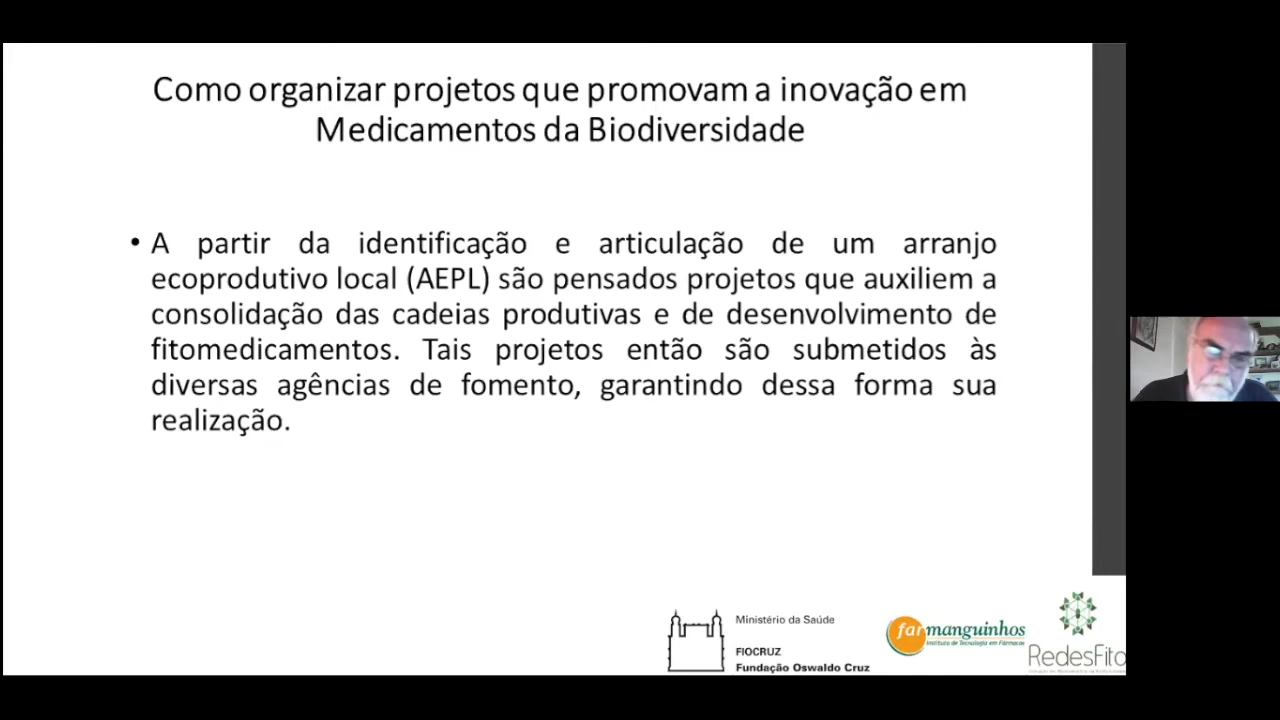 Como organizar projetos que promovam a inovação em
Medicamentos da Biodiversidade
• A partir da identificação e articulação de um arranjo
ecoprodutivo local (AEPL) são pensados projetos que auxiliem a
consolidação das cadeias produtivas e de desenvolvimento de
fitomedicamentos. Tais projetos então são submetidos às
diversas agências de fomento, garantindo dessa forma sua
realização.
Ministério da Saúde
FIOCRUZ
Fundação Oswaldo Cruz
farmanguinhos
Instituto de Tecnologia em Fármacos
RedesFito